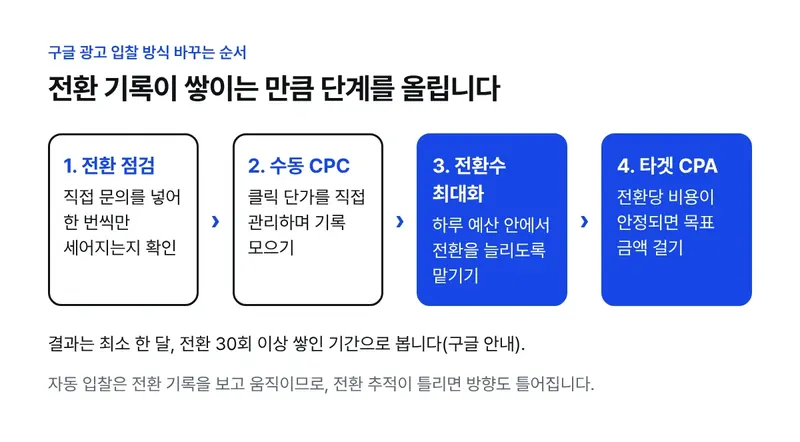 구글 광고 입찰 방식 바꾸는 순서
전환 기록이 쌓이는 만큼 단계를 올립니다
1. 전환 점검
직접 문의를 넣어
한 번씩만
세어지는지 확인
›
2. 수동 CPC
클릭 단가를 직접
관리하며 기록
모으기
›
3. 전환수
최대화
하루 예산 안에서
전환을 늘리도록
맡기기
›
4. 타겟 CPA
전환당 비용이
안정되면 목표
금액 걸기
결과는 최소 한 달, 전환 30회 이상 쌓인 기간으로 봅니다(구글 안내).
자동 입찰은 전환 기록을 보고 움직이므로, 전환 추적이 틀리면 방향도 틀어집니다.